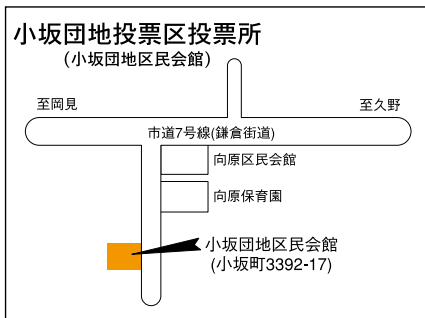 小坂団地投票区投票所
(小坂団地区民会館)
至岡見
至久野
市道7号線(鎌倉街道)
向原区民会館
向原保育園
小坂団地区民会館
(小坂町3392-17)